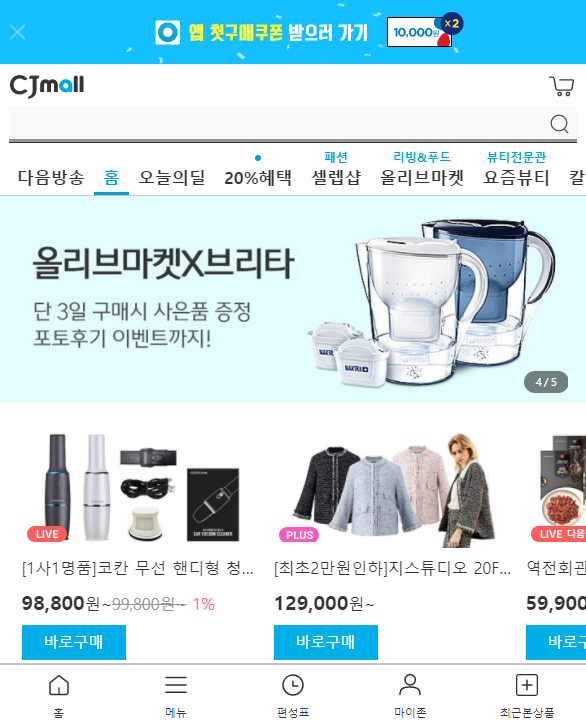 앱 첫구매쿠폰 받으러 가기
10,000원
×2
CJmall
패션
리빙&푸드
뷰티전문관
다음방송
홈
오늘의딜
20%혜택
셀렙샵
올리브마켓
요즘뷰티
칼
올리브마켓X브리타
단 3일 구매시 사은품 증정
포토후기 이벤트까지!
MAXTRA+
MAXTRA+
4 / 5
LIVE
CAR VACUUM CLEANER
PLUS
LIVE 다음
[1사1명품]코칸 무선 핸디형 청...
[최초2만원인하]지스튜디오 20F...
역전회관
98,800원~99,800원~ 1%
129,000원~
59,900
바로구매
바로구매
바로구
홈
메뉴
편성표
마이존
최근본상품